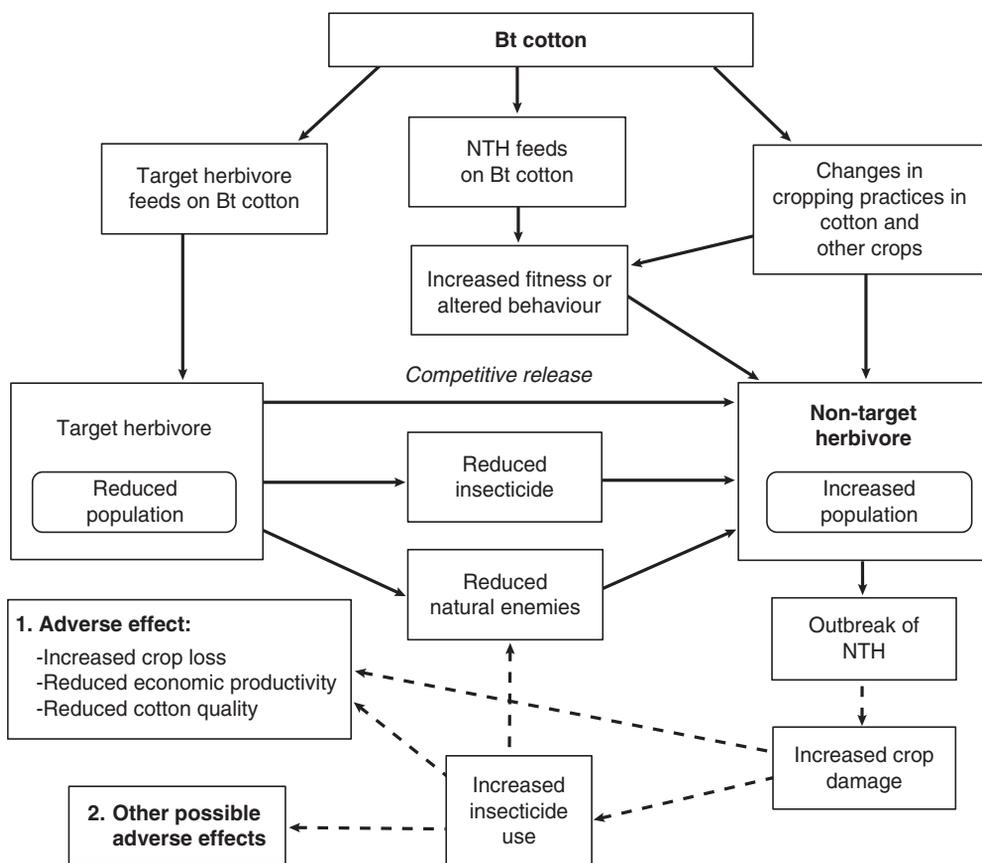 Bt cotton
Target herbivore
feeds on Bt cotton
NTH feeds
on Bt cotton
Changes in
cropping practices in
cotton and
other crops
Increased fitness or
altered behaviour
Competitive release
Target herbivore
Reduced
population
Reduced
insecticide
Non-target
herbivore
Increased
population
Reduced
natural enemies
1. Adverse effect:
-Increased crop loss
-Reduced economic productivity
-Reduced cotton quality
Outbreak of
NTH
Increased crop
damage
Increased
insecticide
use
2. Other possible
adverse effects